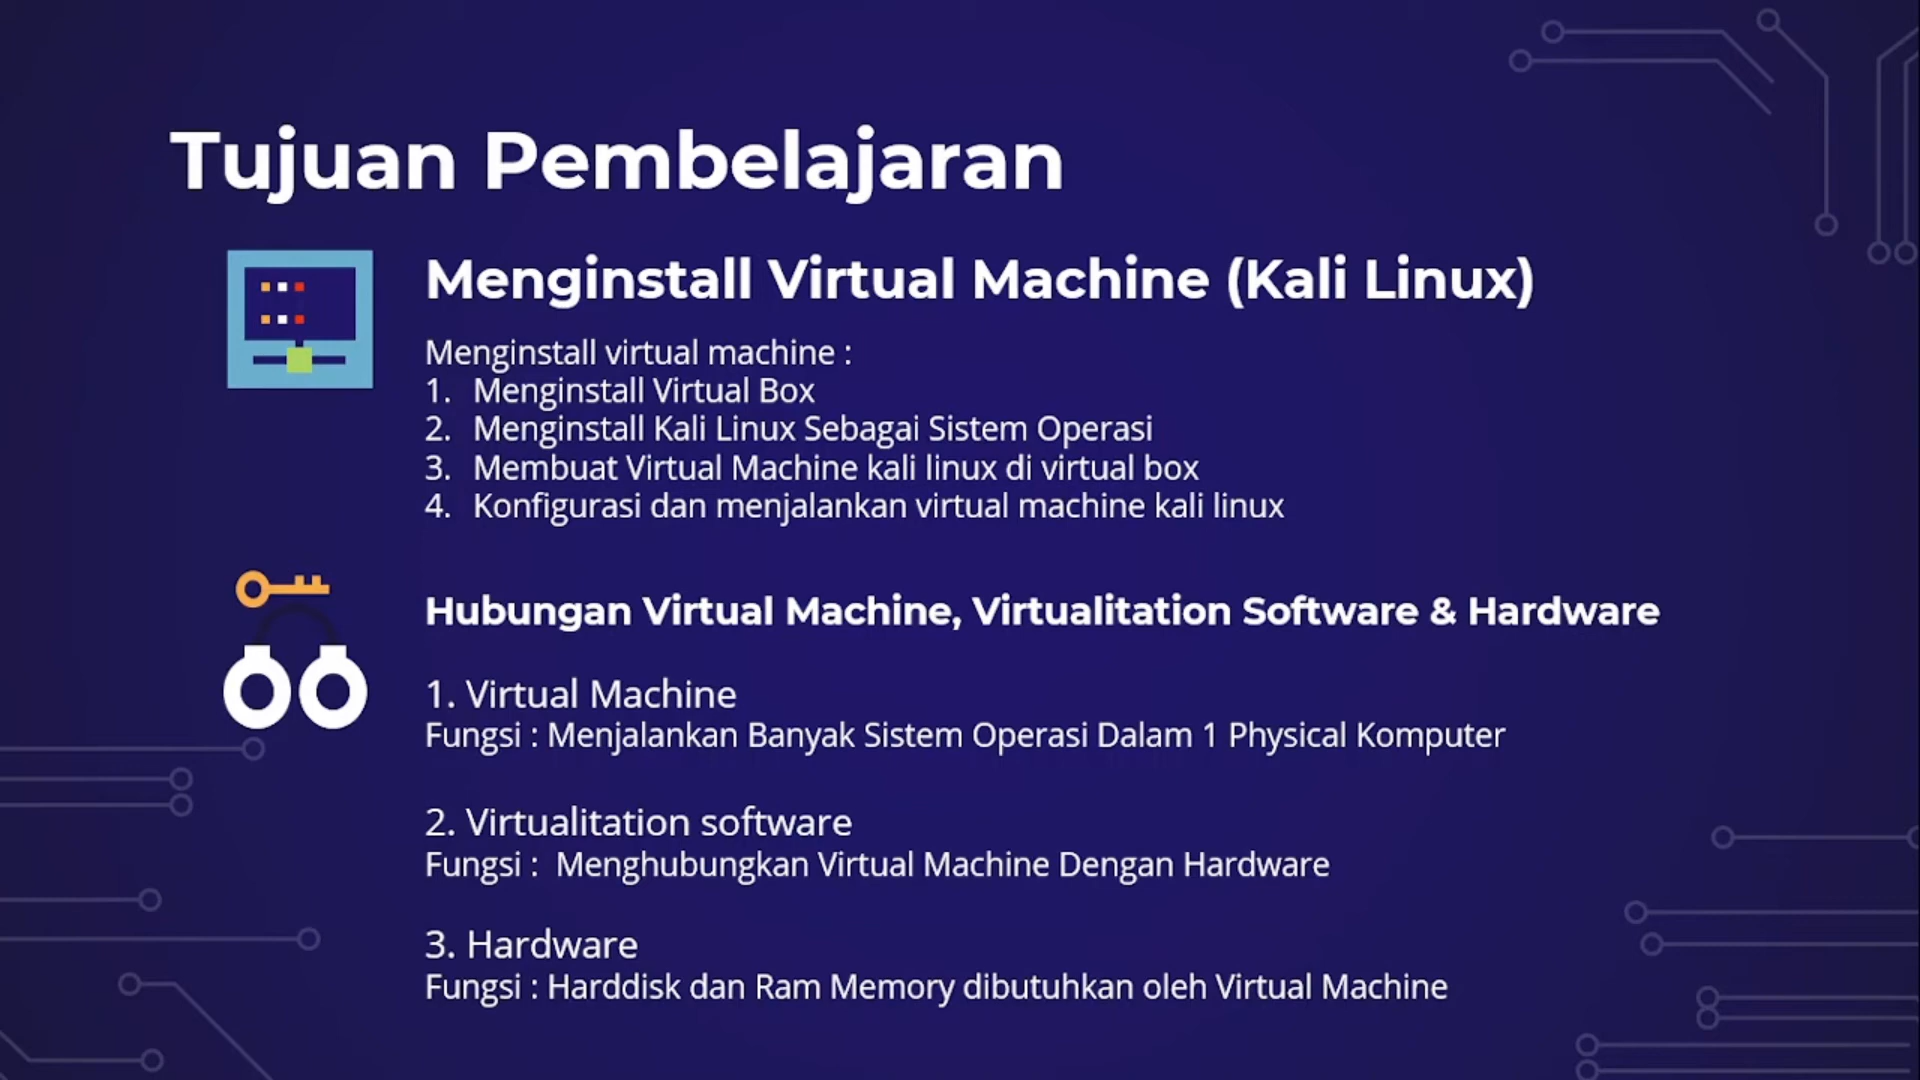 Tujuan Pembelajaran
Menginstall Virtual Machine (Kali Linux)
Menginstall virtual machine :
1. Menginstall Virtual Box
2. Menginstall Kali Linux Sebagai Sistem Operasi
3. Membuat Virtual Machine kali linux di virtual box
4. Konfigurasi dan menjalankan virtual machine kali linux
Hubungan Virtual Machine, Virtualitation Software & Hardware
1. Virtual Machine
Fungsi : Menjalankan Banyak Sistem Operasi Dalam 1 Physical Komputer
2. Virtualitation software
Fungsi : Menghubungkan Virtual Machine Dengan Hardware
3. Hardware
Fungsi : Harddisk dan Ram Memory dibutuhkan oleh Virtual Machine